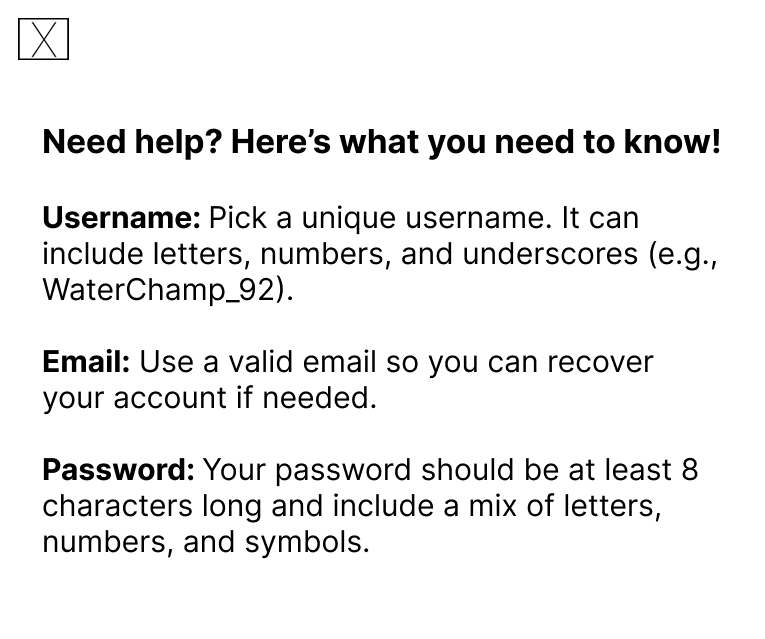 X
Need help? Here’s what you need to know!
Username: Pick a unique username. It can
include letters, numbers, and underscores (e.g.,
WaterChamp_92).
Email: Use a valid email so you can recover
your account if needed.
Password: Your password should be at least 8
characters long and include a mix of letters,
numbers, and symbols.